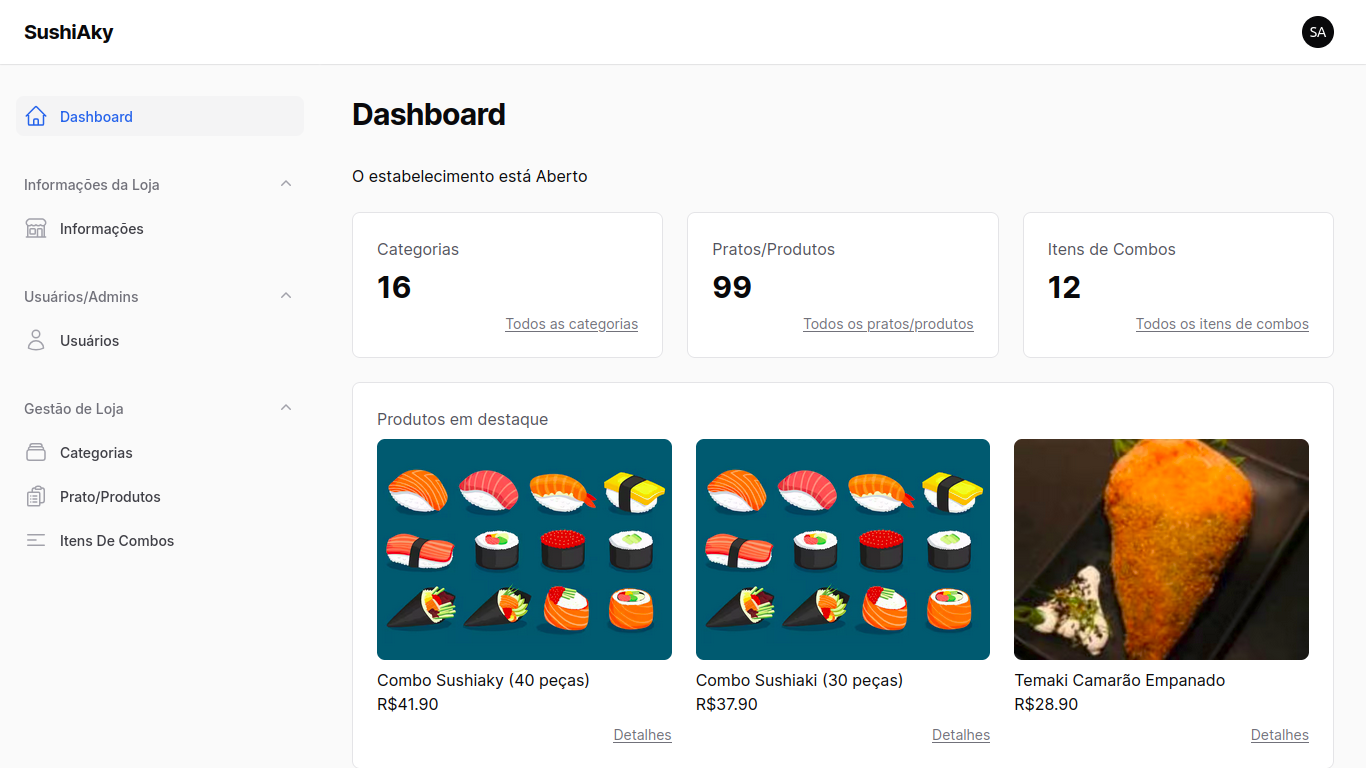 SushiAky
SA
Dashboard
Informações da Loja
Informações
Usuários/Admins
Usuários
Gestão de Loja
Categorias
Prato/Produtos
Itens De Combos
Dashboard
O estabelecimento está Aberto
Categorias
16
Todos as categorias
Pratos/Produtos
99
Todos os pratos/produtos
Itens de Combos
12
Todos os itens de combos
Produtos em destaque
Combo Sushiaky (40 peças)
R$41.90
Detalhes
Combo Sushiaki (30 peças)
R$37.90
Detalhes
Temaki Camarão Empanado
R$28.90
Detalhes